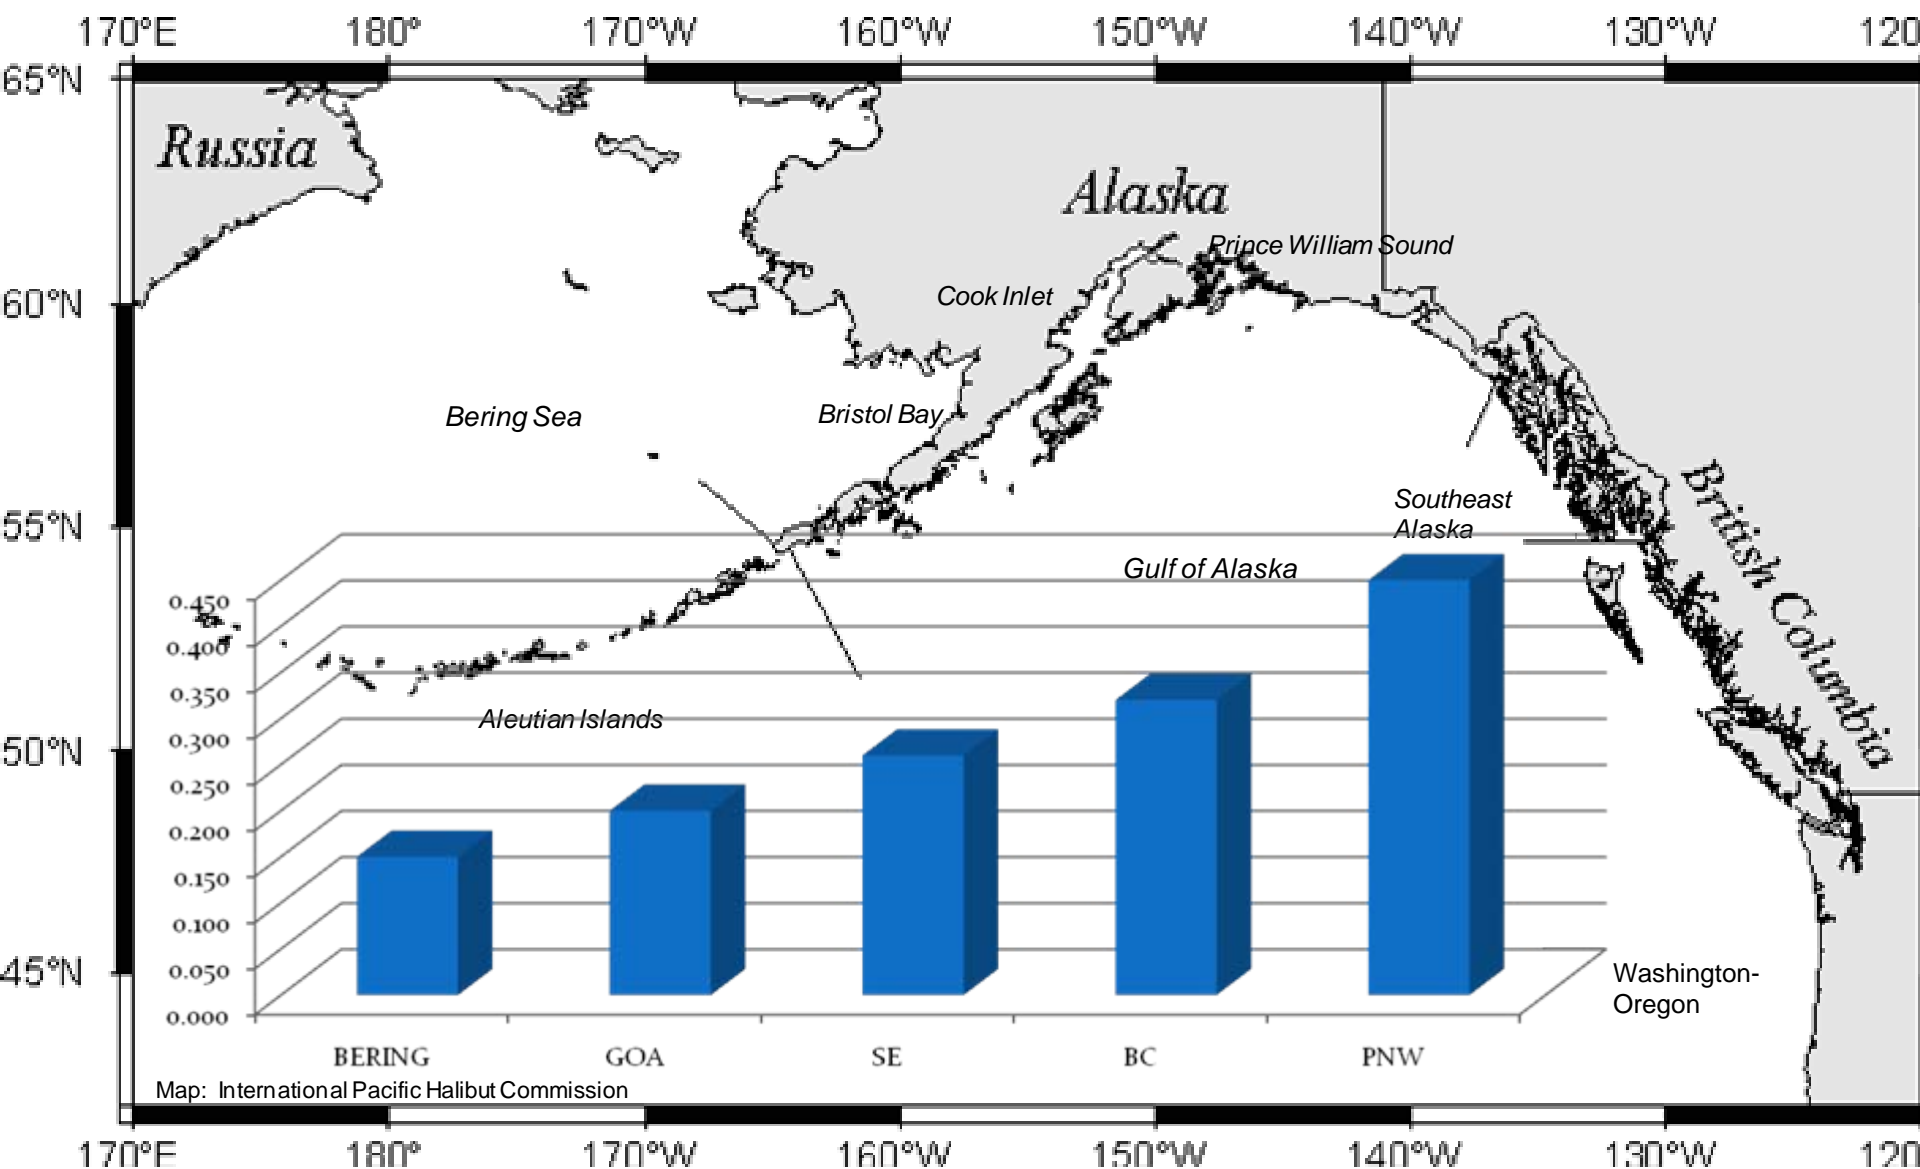 170°E 180° 170°W 160°W 150°W 140°W 130°W 120
65°N
Russia
Alaska
Prince William Sound
Cook Inlet
60°N
Bering Sea
Bristol Bay
British Columbia
Southeast
Alaska
55°N
Gulf of Alaska
0.450
0.400
0.350
Aleutian Islands
0.300
50°N
0.250
0.200
0.150
0.100
0.050
45°N
Washington-
Oregon
0.000
BERING GOA SE BC PNW
Map: International Pacific Halibut Commission
170°E 180° 170°W 160°W 150°W 140°W 130°W 120